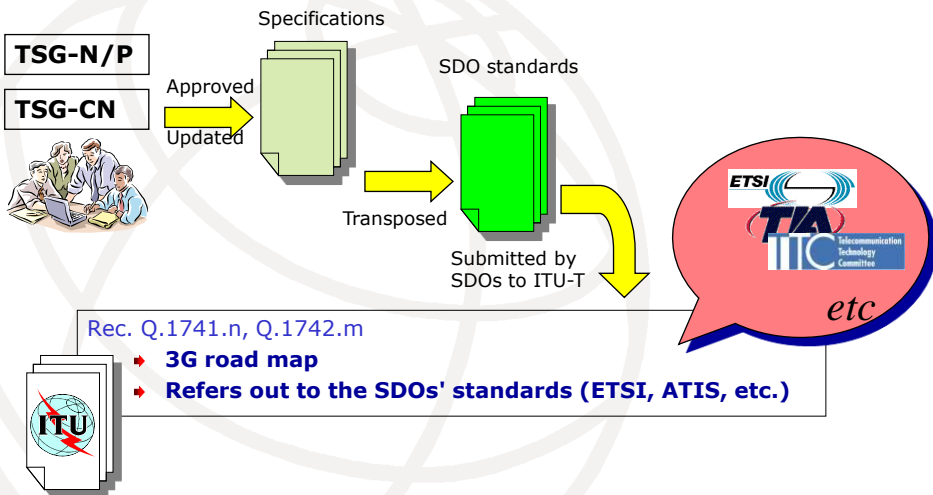 Specifications
TSG-N/P
TSG-CN
Approved
Updated
SDO standards
Transposed
Submitted by
SDOs to ITU-T
ETSI
TIA
TTC Telecommunication
Technology
Committee
etc
Rec. Q.1741.n, Q.1742.m
3G road map
Refers out to the SDOs' standards (ETSI, ATIS, etc.)
ITU